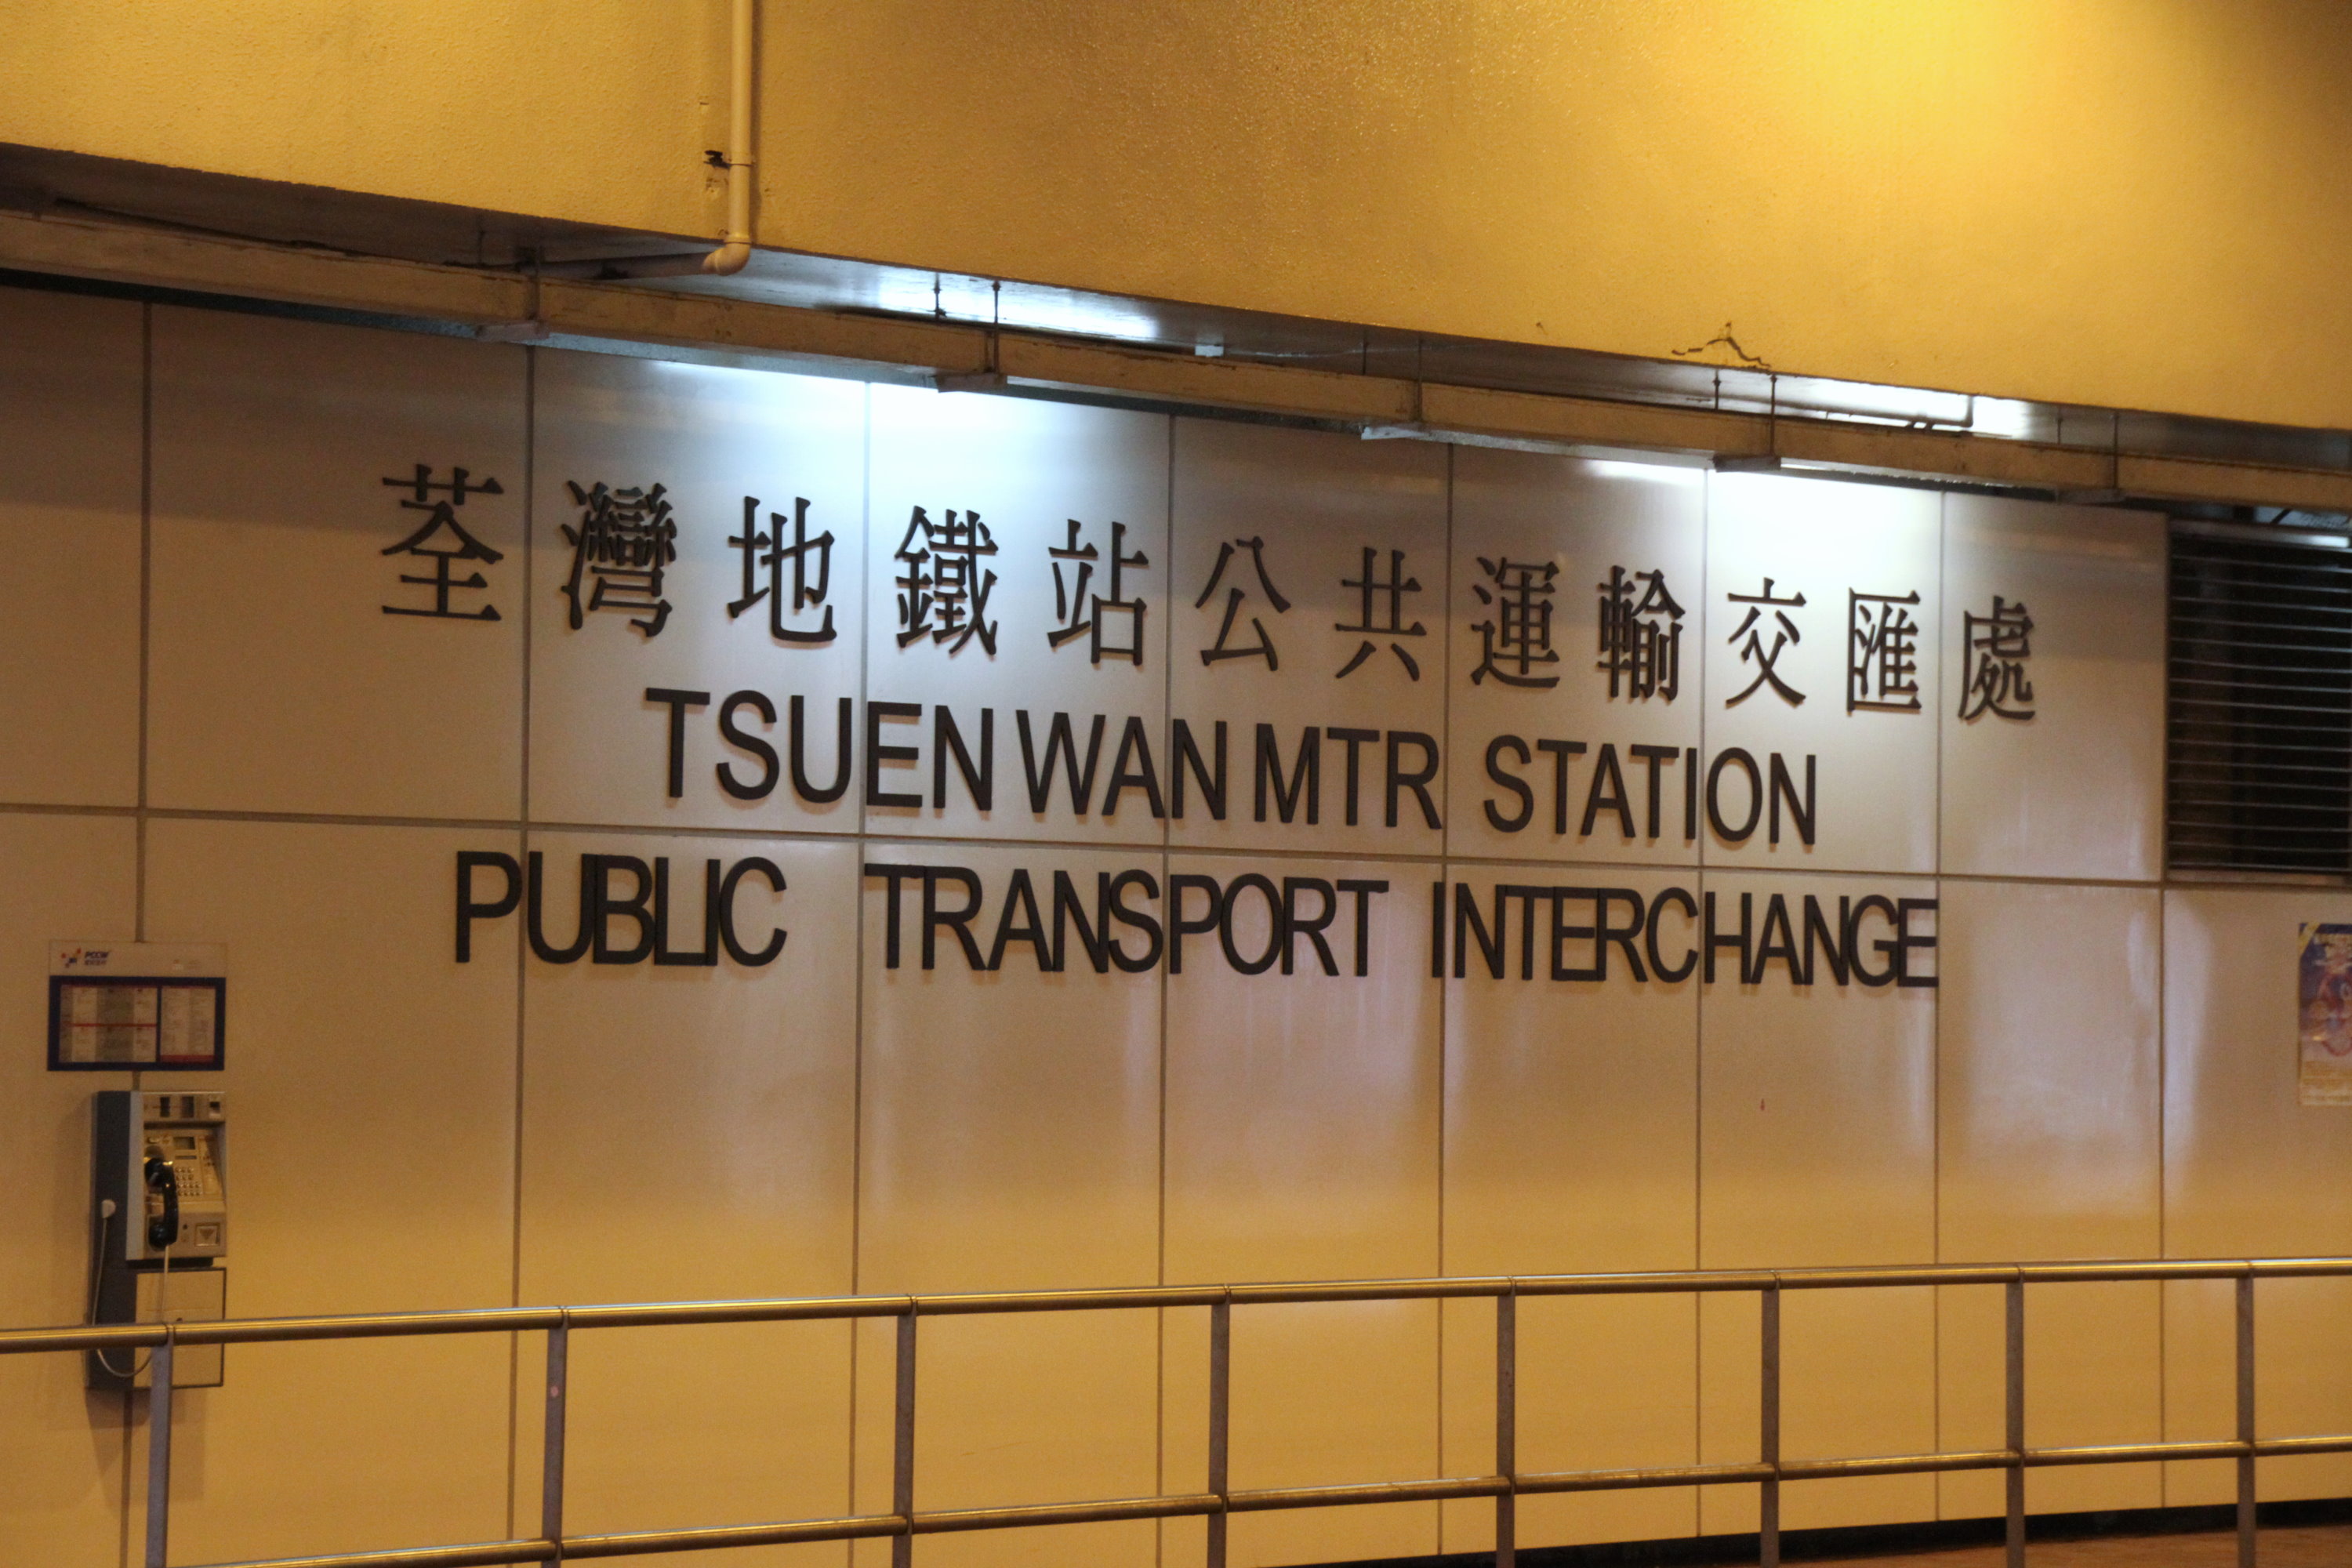 荃灣地鐵站公共運輸交匯處
TSUEN WAN MTR STATION
PUBLIC TRANSPORT INTERCHANGE
PCCW